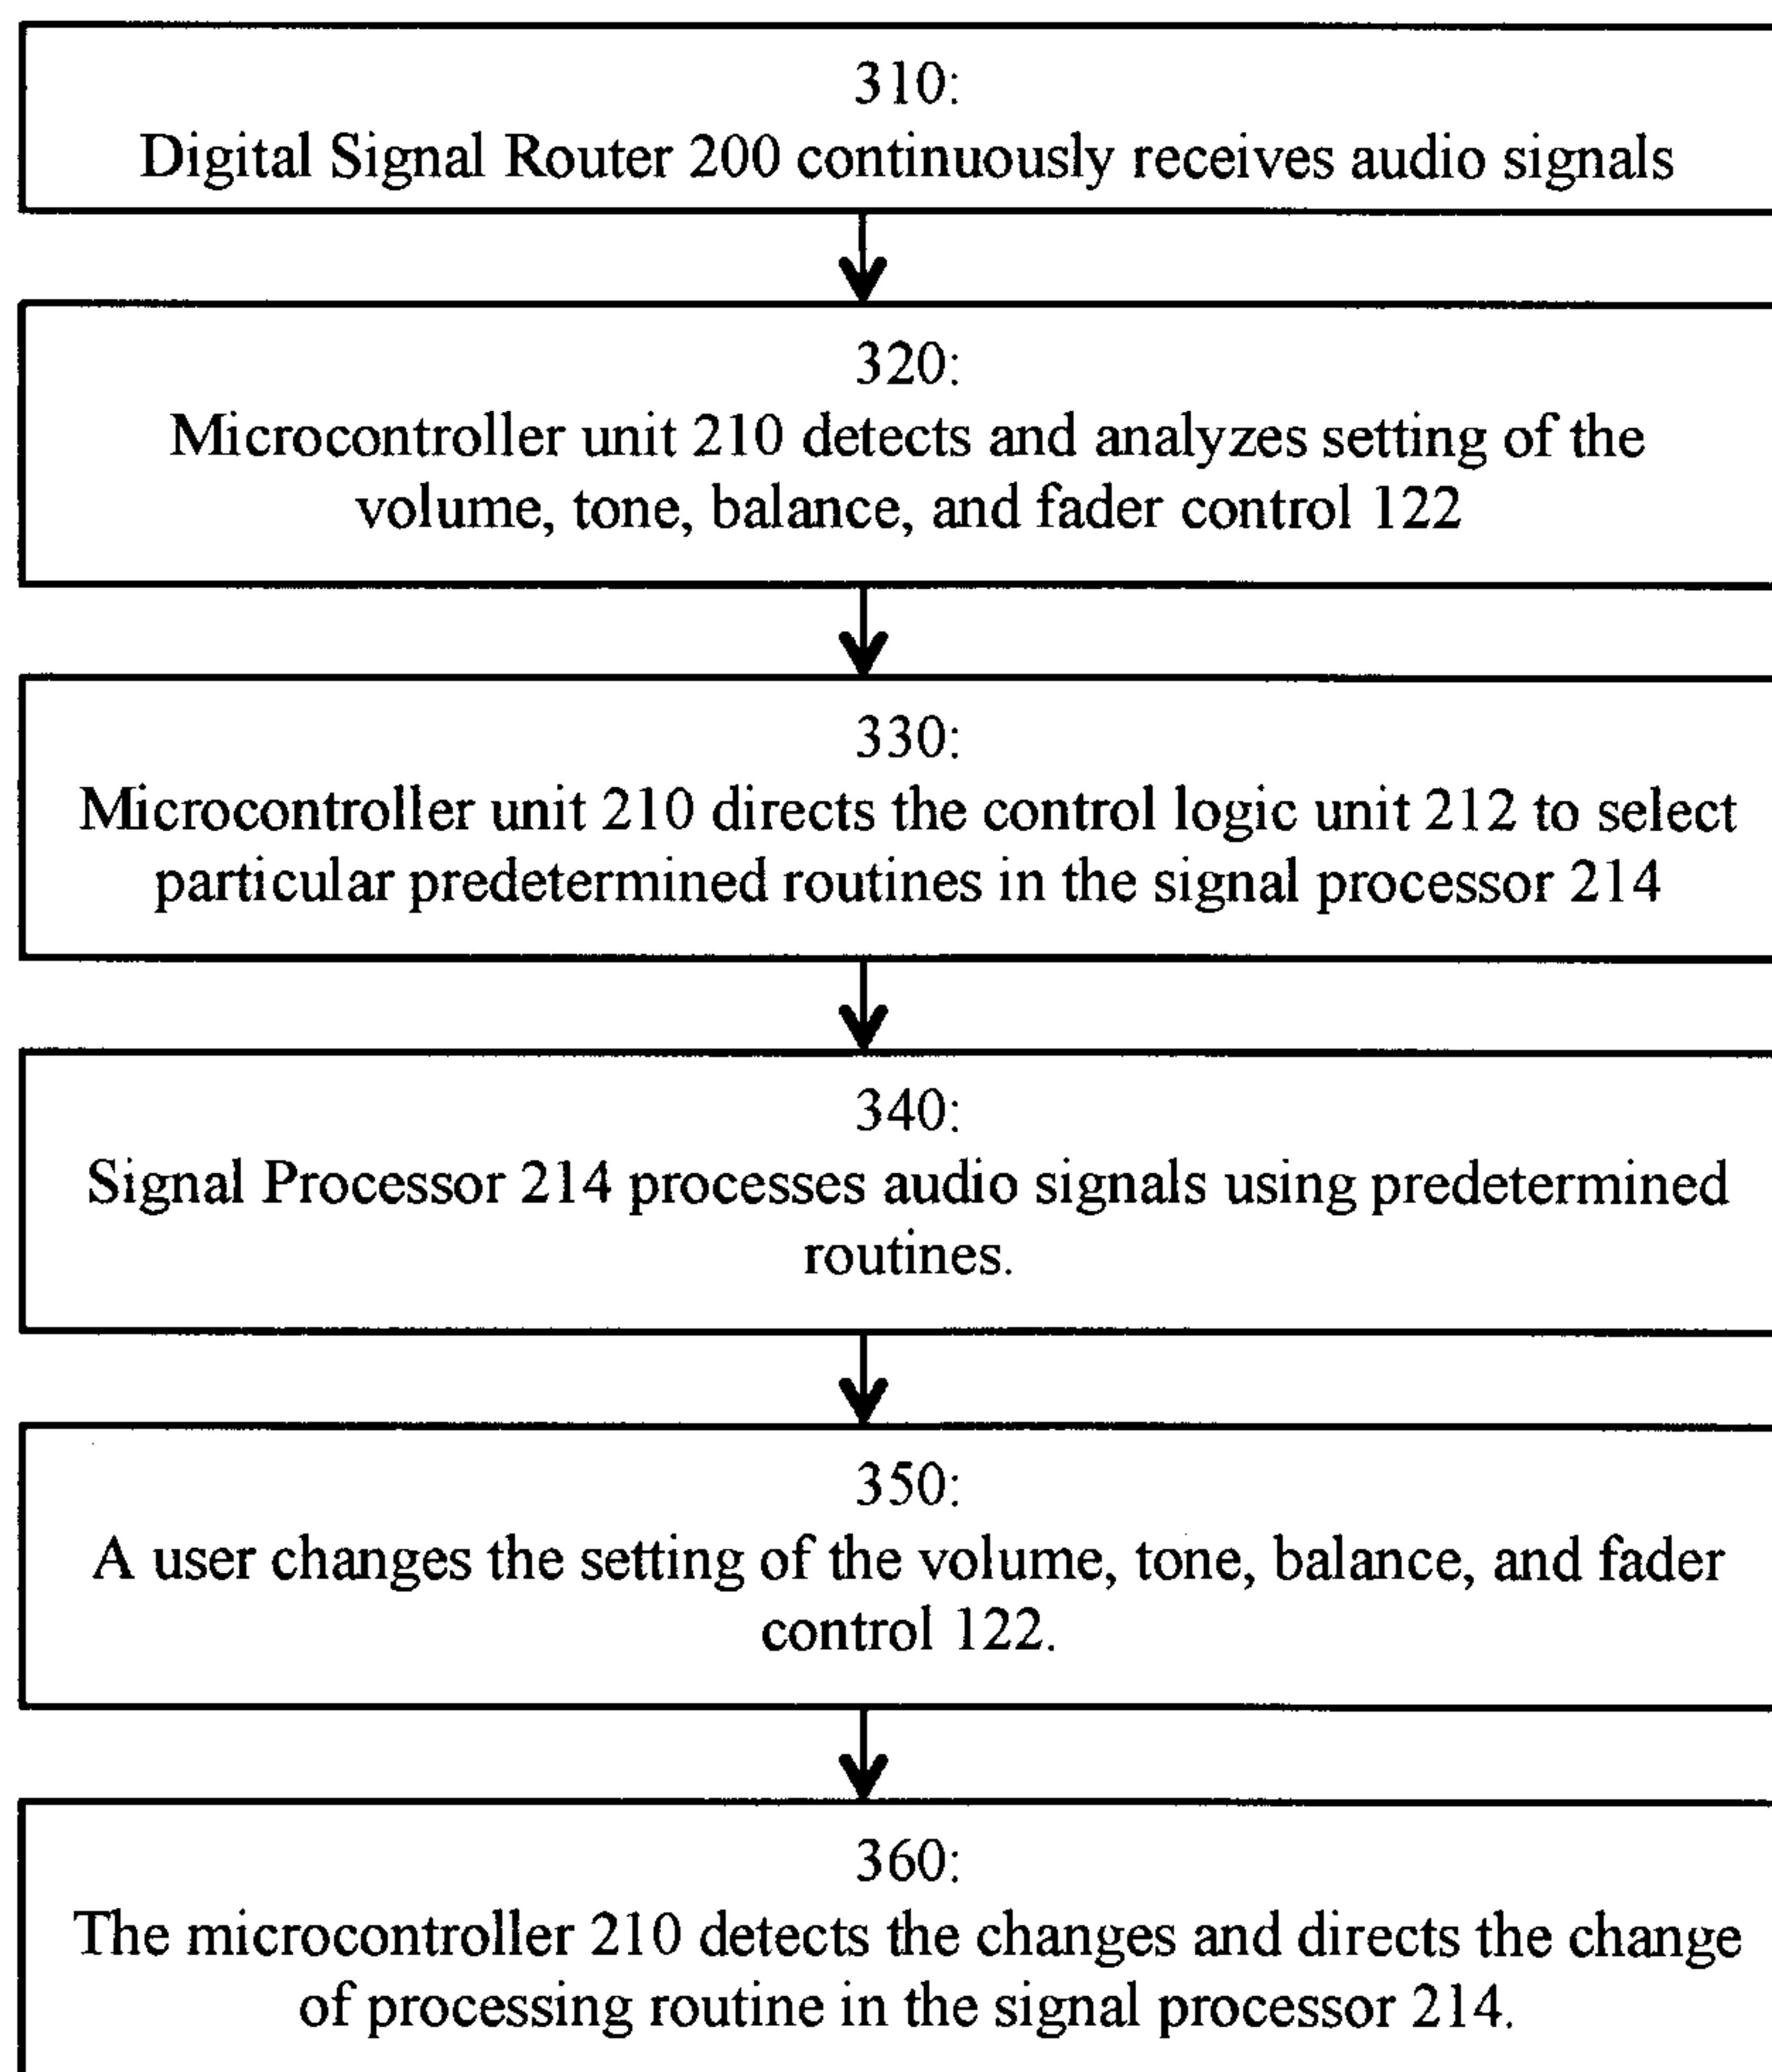 310:
Digital Signal Router 200 continuously receives audio signals
320:
Microcontroller unit 210 detects and analyzes setting of the
volume, tone, balance, and fader control 122
330:
Microcontroller unit 210 directs the control logic unit 212 to select
particular predetermined routines in the signal processor 214
340:
Signal Processor 214 processes audio signals using predetermined
routines.
350:
A user changes the setting of the volume, tone, balance, and fader
control 122.
360:
The microcontroller 210 detects the changes and directs the change
of processing routine in the signal processor 214.